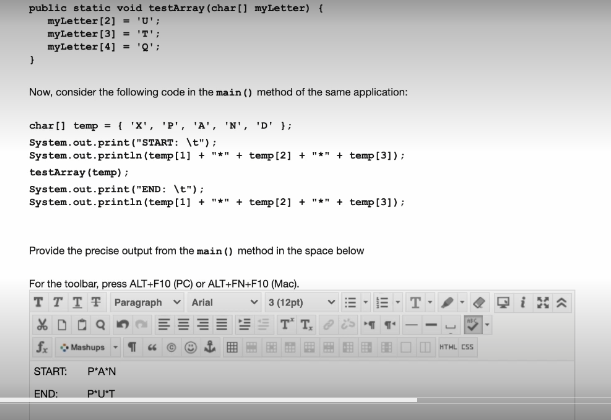 public static void testArray(char[] myLetter) {
myLetter[2] = 'U';
myLetter[3] = 'T';
myLetter[4] = 'Q';
}
Now, consider the following code in the main() method of the same application:
char[] temp = { 'X', 'P', 'A', 'N', 'D' };
System.out.print("START: \t");
System.out.println(temp[1] + "*" + temp[2] + "*" + temp[3]);
testArray(temp);
System.out.print("END: \t");
System.out.println(temp[1] + "*" + temp[2] + "*" + temp[3]);
Provide the precise output from the main() method in the space below
For the toolbar, press ALT+F10 (PC) or ALT+FN+F10 (Mac).
T T T T Paragraph Arial 3 (12pt) T
T T
fx Mashups HTML CSS
START: P*A*N
END: P*U*T